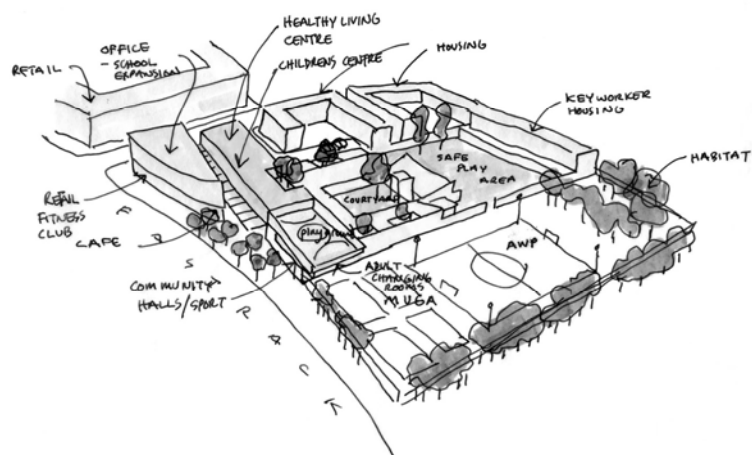 HEALTHY LIVING
CENTRE
CHILDRENS CENTRE
HOUSING
OFFICE
- SCHOOL
EXPANSION
RETAIL
KEYWORKER
HOUSING
SAFE
PLAY
AREA
HABITAT
COURTYARD
RETAIL
FITNESS
CLUB
CAFE
playground
AWP
ADULT
CHANGING
ROOMS
MUGA
COMMUNITY
HALLS/SPORT